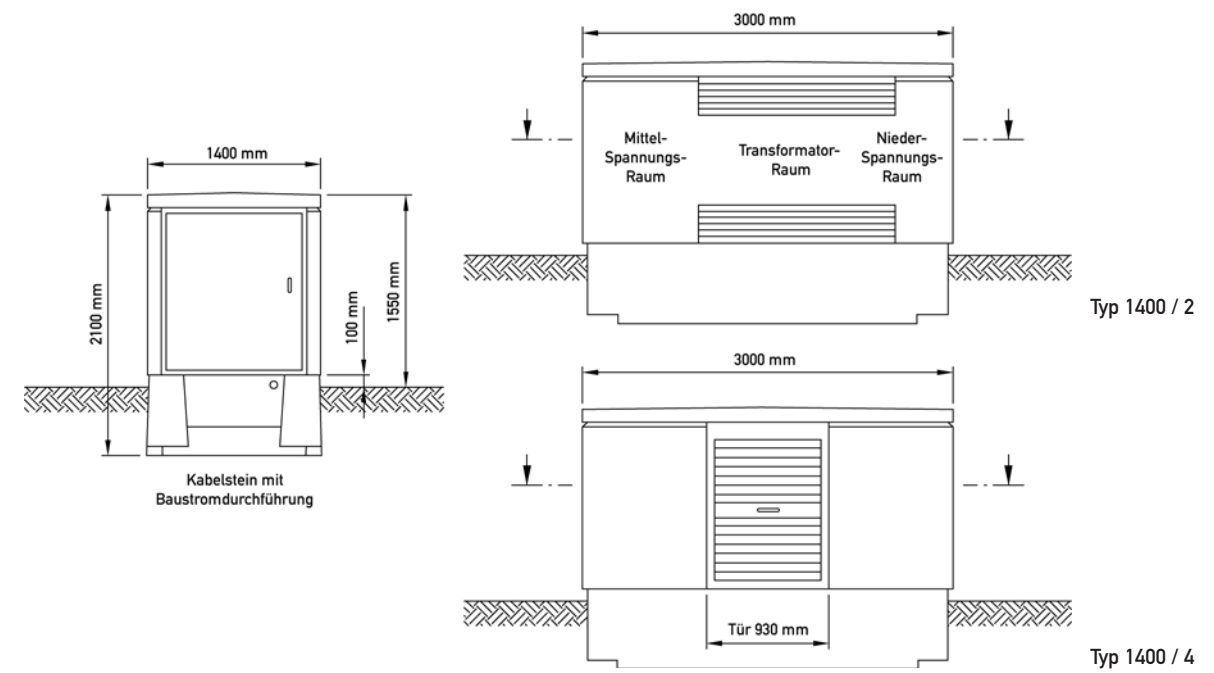 1400 mm
2100 mm
100 mm
1550 mm
Kabelstein mit
Baustromdurchführung
3000 mm
Mittel-
Spannungs-
Raum
Transformator-
Raum
Nieder-
Spannungs-
Raum
Typ 1400 / 2
3000 mm
Tür 930 mm
Typ 1400 / 4